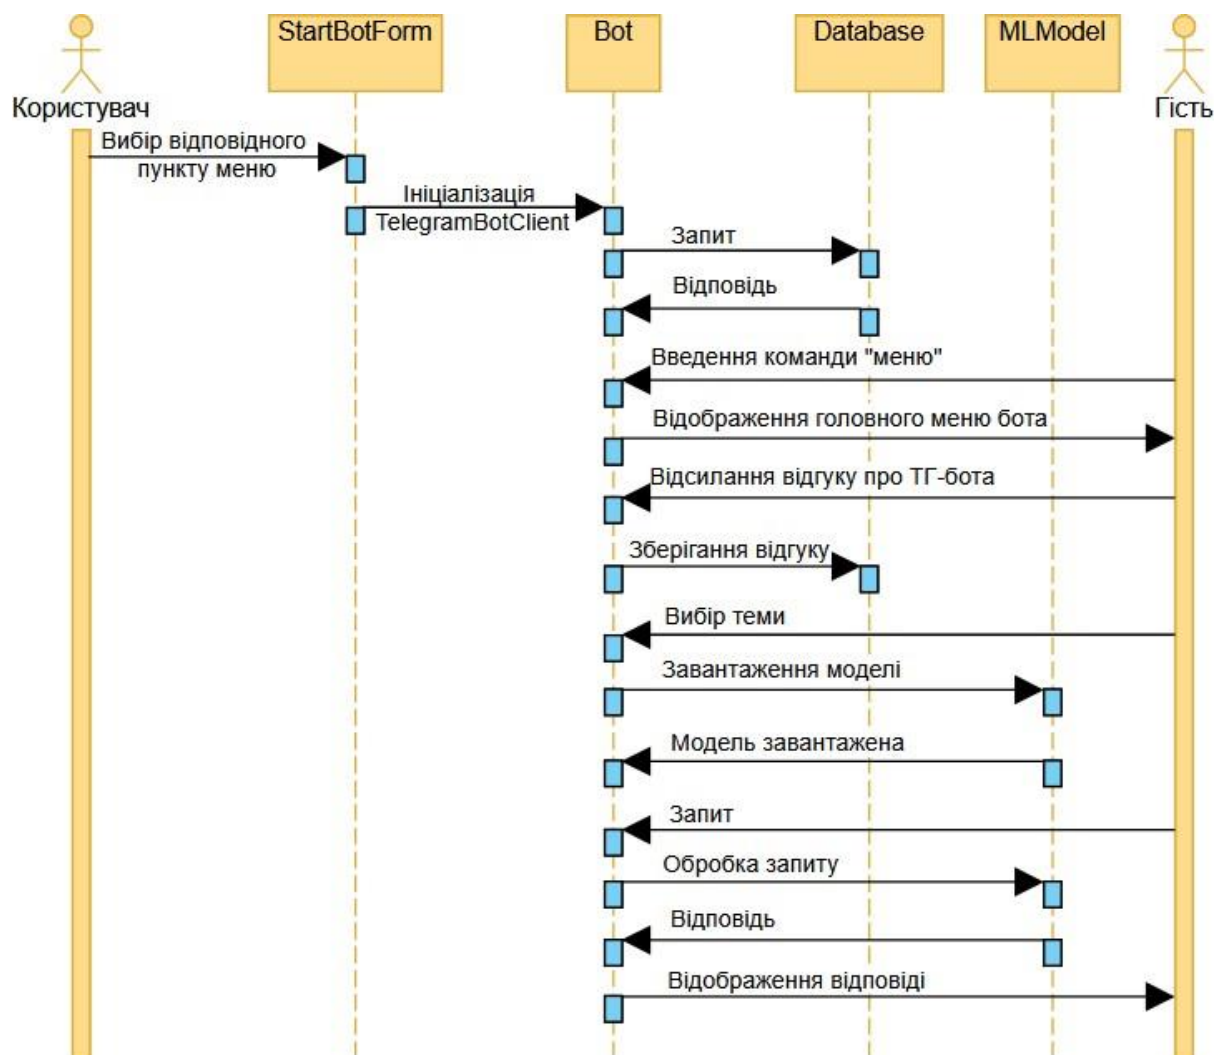 StartBotForm
Bot
Database
MLModel
Користувач
Гість
Вибір відповідного
пункту меню
Ініціалізація
TelegramBotClient
Запит
Відповідь
Введення команди "меню"
Відображення головного меню бота
Відсилання відгуку про ТГ-бота
Зберігання відгуку
Вибір теми
Завантаження моделі
Модель завантажена
Запит
Обробка запиту
Відповідь
Відображення відповіді